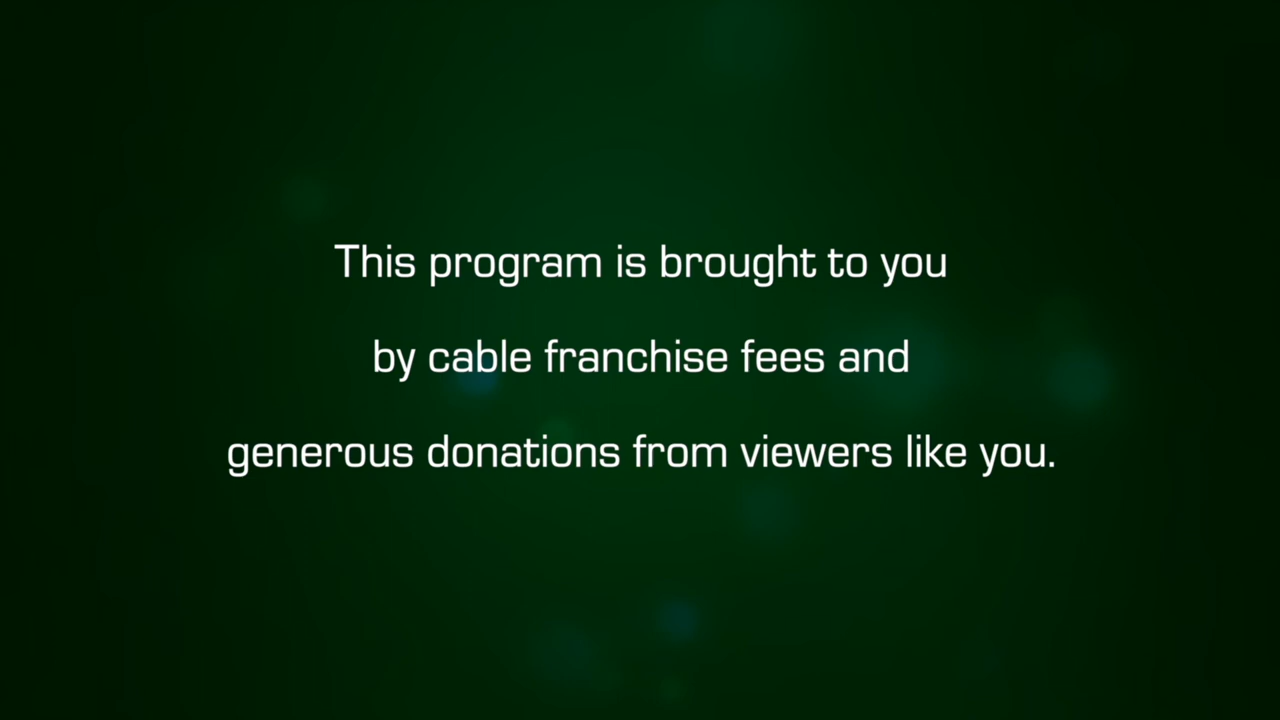 This program is brought to you
by cable franchise fees and
generous donations from viewers like you.